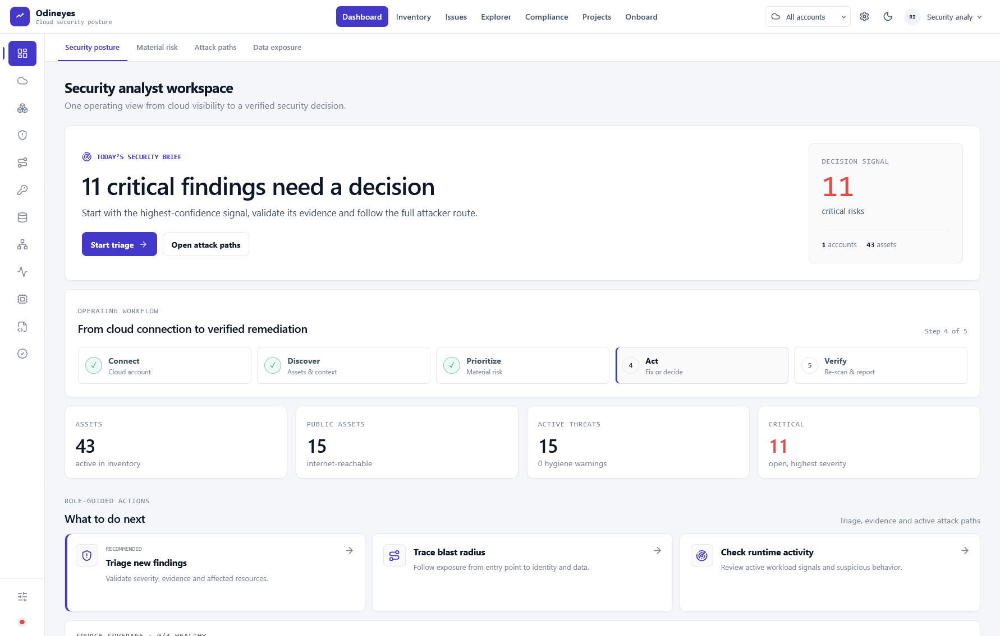 Odineyes
Cloud security posture
Dashboard
Inventory
Issues
Explorer
Compliance
Projects
Onboard
All accounts
RI
Security analy
Security posture
Material risk
Attack paths
Data exposure
Security analyst workspace
One operating view from cloud visibility to a verified security decision.
TODAY'S SECURITY BRIEF
11 critical findings need a decision
Start with the highest-confidence signal, validate its evidence and follow the full attacker route.
Start triage
Open attack paths
DECISION SIGNAL
11
critical risks
1 accounts 43 assets
OPERATING WORKFLOW
From cloud connection to verified remediation
Step 4 of 5
Connect
Cloud account
Discover
Assets & context
Prioritize
Material risk
4
Act
Fix or decide
5
Verify
Re-scan & report
ASSETS
43
active in inventory
PUBLIC ASSETS
15
internet-reachable
ACTIVE THREATS
15
0 hygiene warnings
CRITICAL
11
open, highest severity
ROLE-GUIDED ACTIONS
What to do next
Triage, evidence and active attack paths
RECOMMENDED
Triage new findings
Validate severity, evidence and affected resources.
Trace blast radius
Follow exposure from entry point to identity and data.
Check runtime activity
Review active workload signals and suspicious behavior.
SOURCE COVERAGE · 0/4 HEALTHY